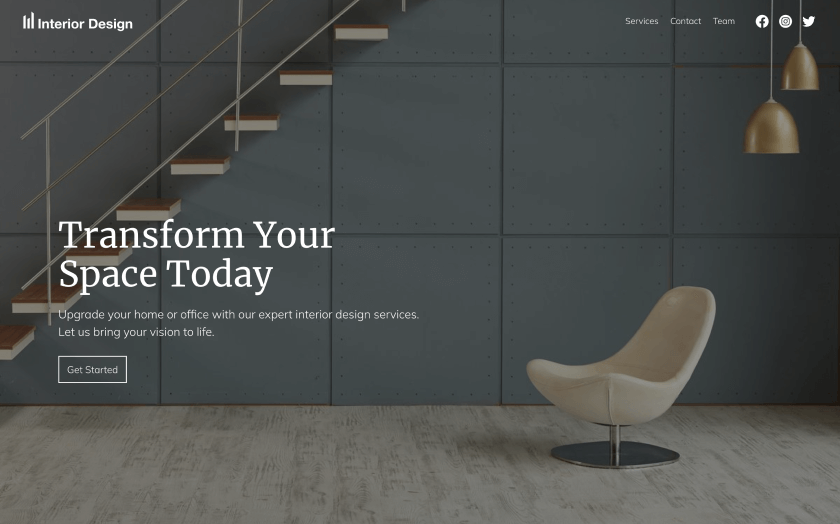 Interior Design
Services Contact Team
Transform Your
Space Today
Upgrade your home or office with our expert interior design services.
Let us bring your vision to life.
Get Started